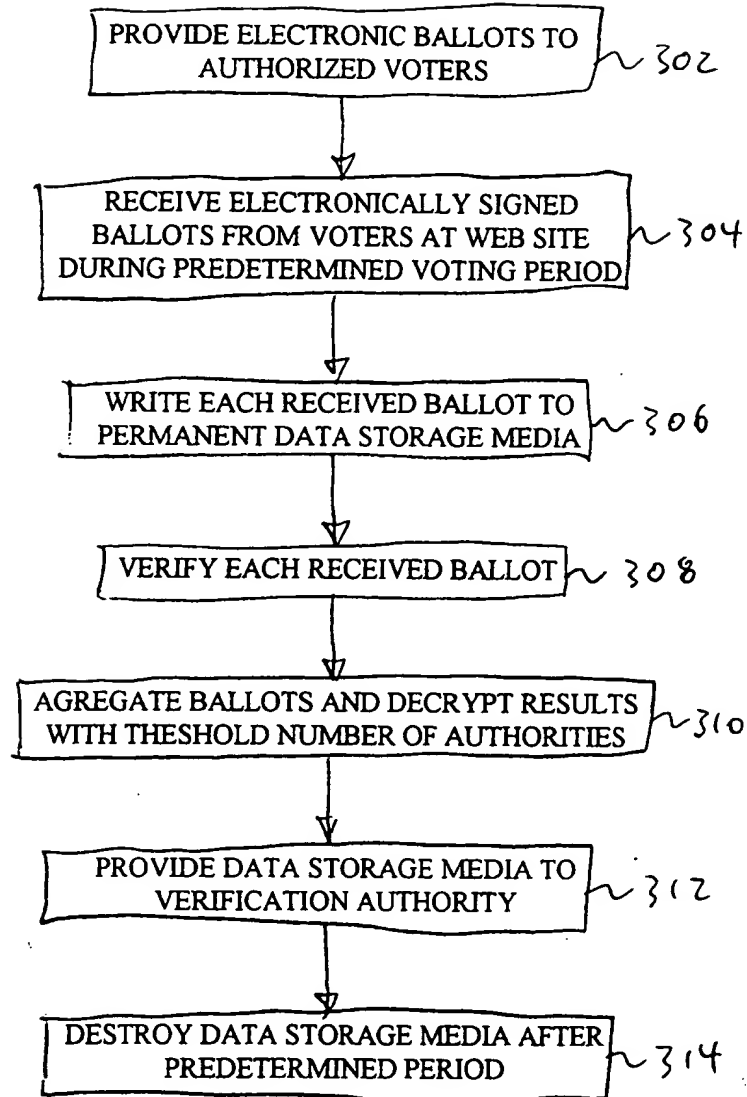 PROVIDE ELECTRONIC BALLOTS TO
AUTHORIZED VOTERS
302
RECEIVE ELECTRONICALLY SIGNED
BALLOTS FROM VOTERS AT WEB SITE
DURING PREDETERMINED VOTING PERIOD
304
WRITE EACH RECEIVED BALLOT TO
PERMANENT DATA STORAGE MEDIA
306
VERIFY EACH RECEIVED BALLOT
308
AGREGATE BALLOTS AND DECRYPT RESULTS
WITH THESHOLD NUMBER OF AUTHORITIES
310
PROVIDE DATA STORAGE MEDIA TO
VERIFICATION AUTHORITY
312
DESTROY DATA STORAGE MEDIA AFTER
PREDETERMINED PERIOD
314